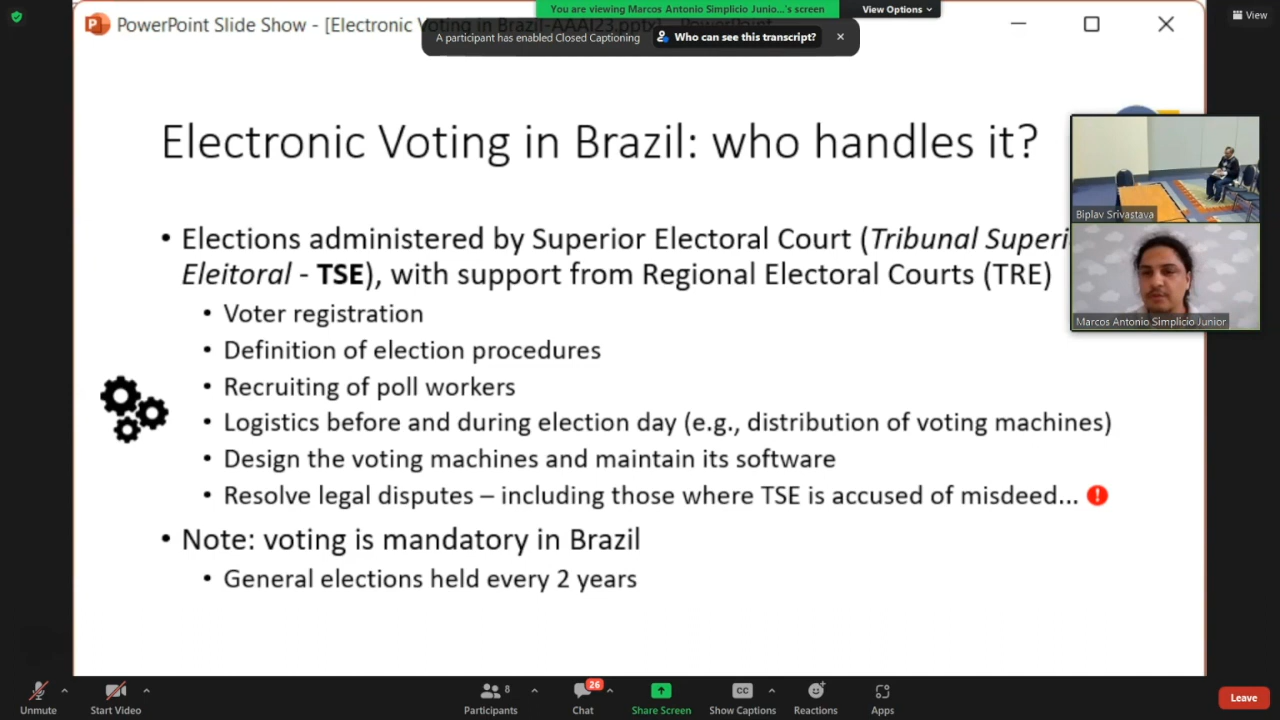 You are viewing Marcos Antonio Simplicio Junio...'s screen
View Options
View
PowerPoint Slide Show - [Electronic Voting in Brazil-AAAI23.pptx]
A participant has enabled Closed Captioning
Who can see this transcript?
Electronic Voting in Brazil: who handles it?
Biplav Srivastava
Marcos Antonio Simplicio Junior
• Elections administered by Superior Electoral Court (Tribunal Superi
Eleitoral - TSE), with support from Regional Electoral Courts (TRE)
• Voter registration
• Definition of election procedures
• Recruiting of poll workers
• Logistics before and during election day (e.g., distribution of voting machines)
• Design the voting machines and maintain its software
• Resolve legal disputes – including those where TSE is accused of misdeed...
• Note: voting is mandatory in Brazil
• General elections held every 2 years
Unmute
Start Video
Participants
8
Chat
26
Share Screen
CC
Show Captions
Reactions
Apps
Leave